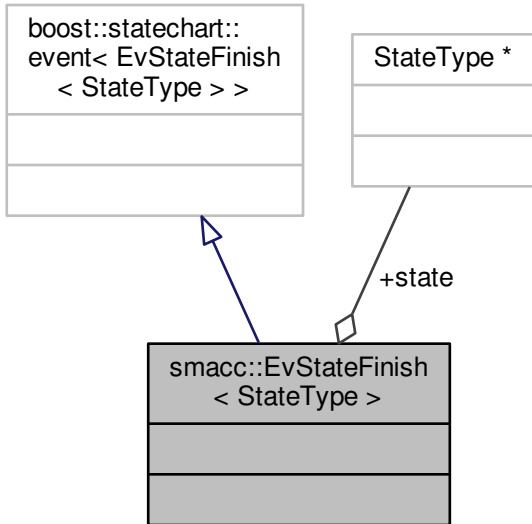 boost::statechart::
event< EvStateFinish
< StateType > >
StateType *
+state
smacc::EvStateFinish
< StateType >